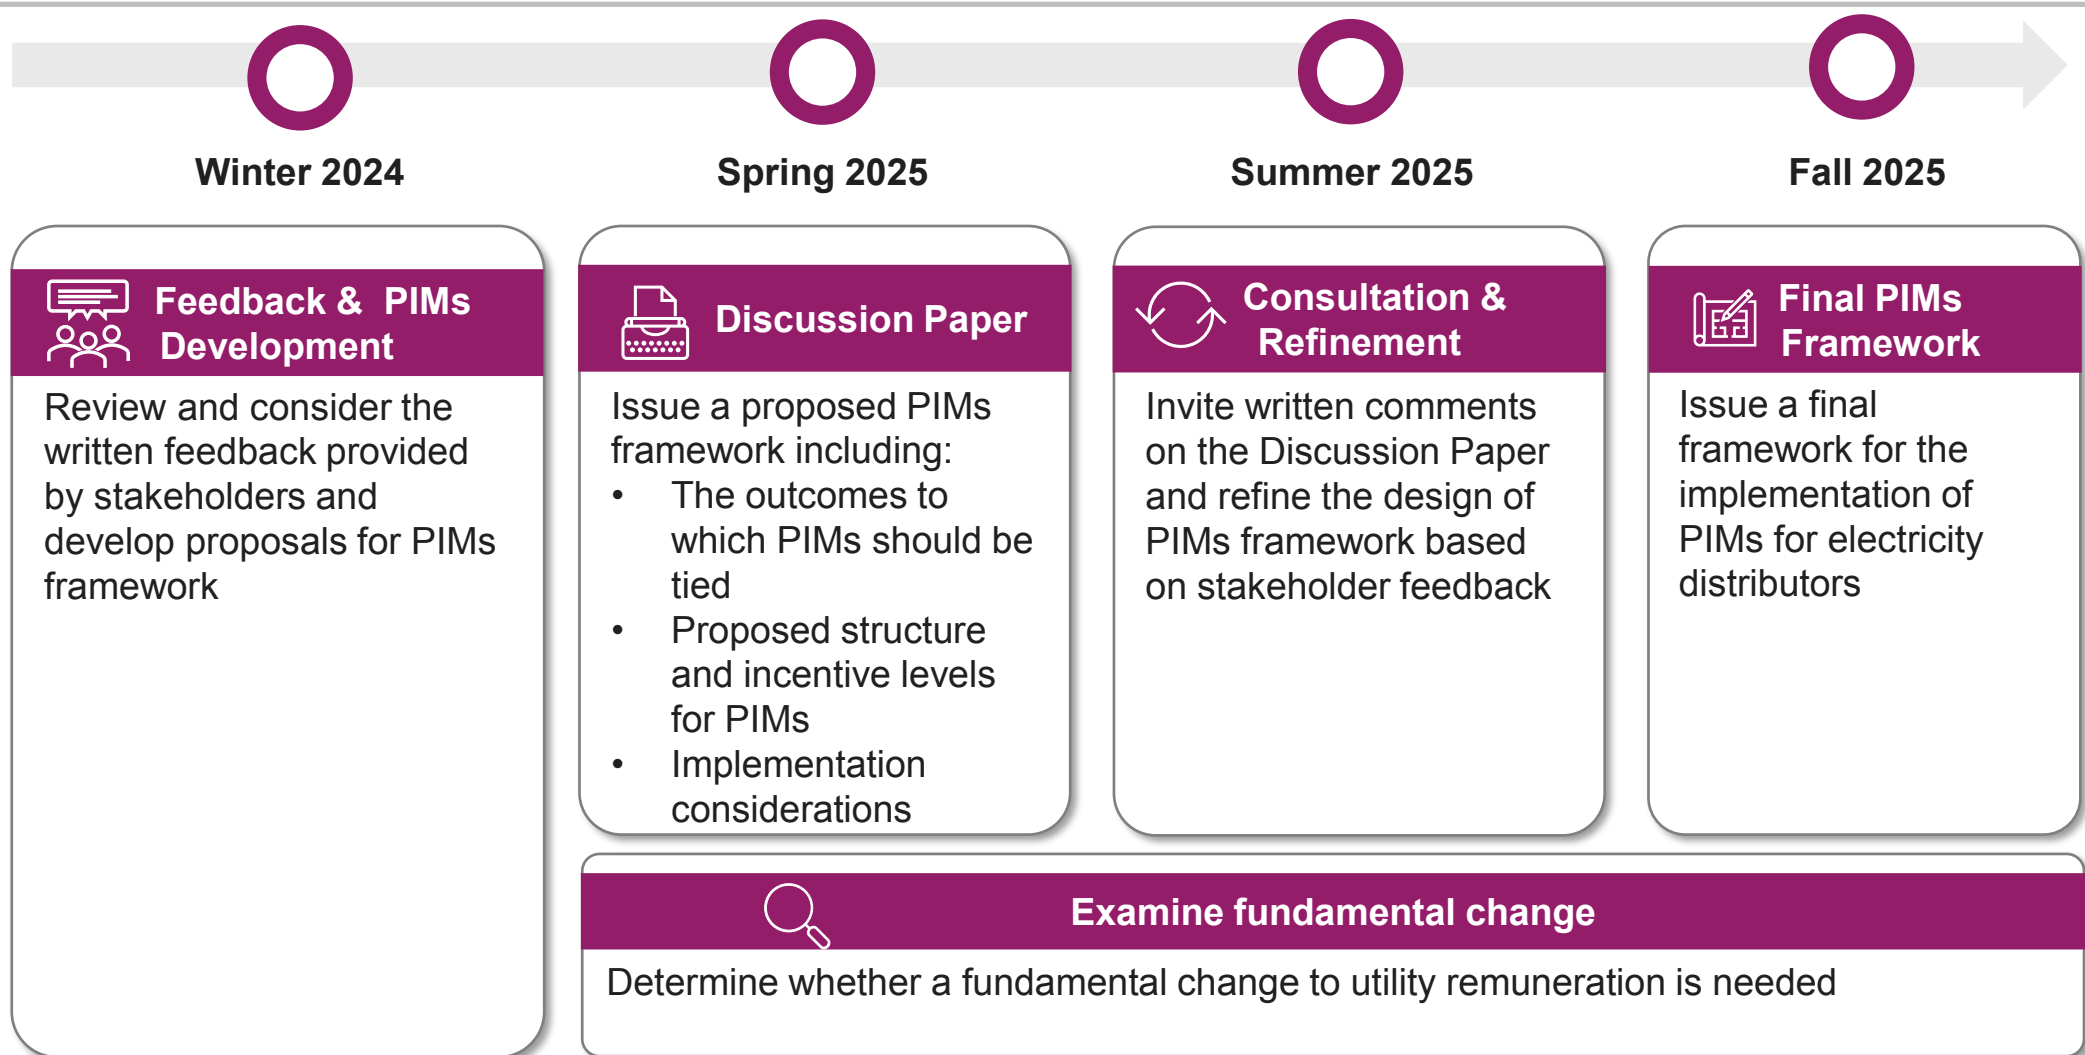 Winter 2024
Spring 2025
Summer 2025
Fall 2025
Feedback & PIMs
Development
Review and consider the
written feedback provided
by stakeholders and
develop proposals for PIMs
framework
Discussion Paper
Issue a proposed PIMs
framework including:
• The outcomes to
which PIMs should be
tied
• Proposed structure
and incentive levels
for PIMs
• Implementation
considerations
Consultation &
Refinement
Invite written comments
on the Discussion Paper
and refine the design of
PIMs framework based
on stakeholder feedback
Final PIMs
Framework
Issue a final
framework for the
implementation of
PIMs for electricity
distributors
Examine fundamental change
Determine whether a fundamental change to utility remuneration is needed